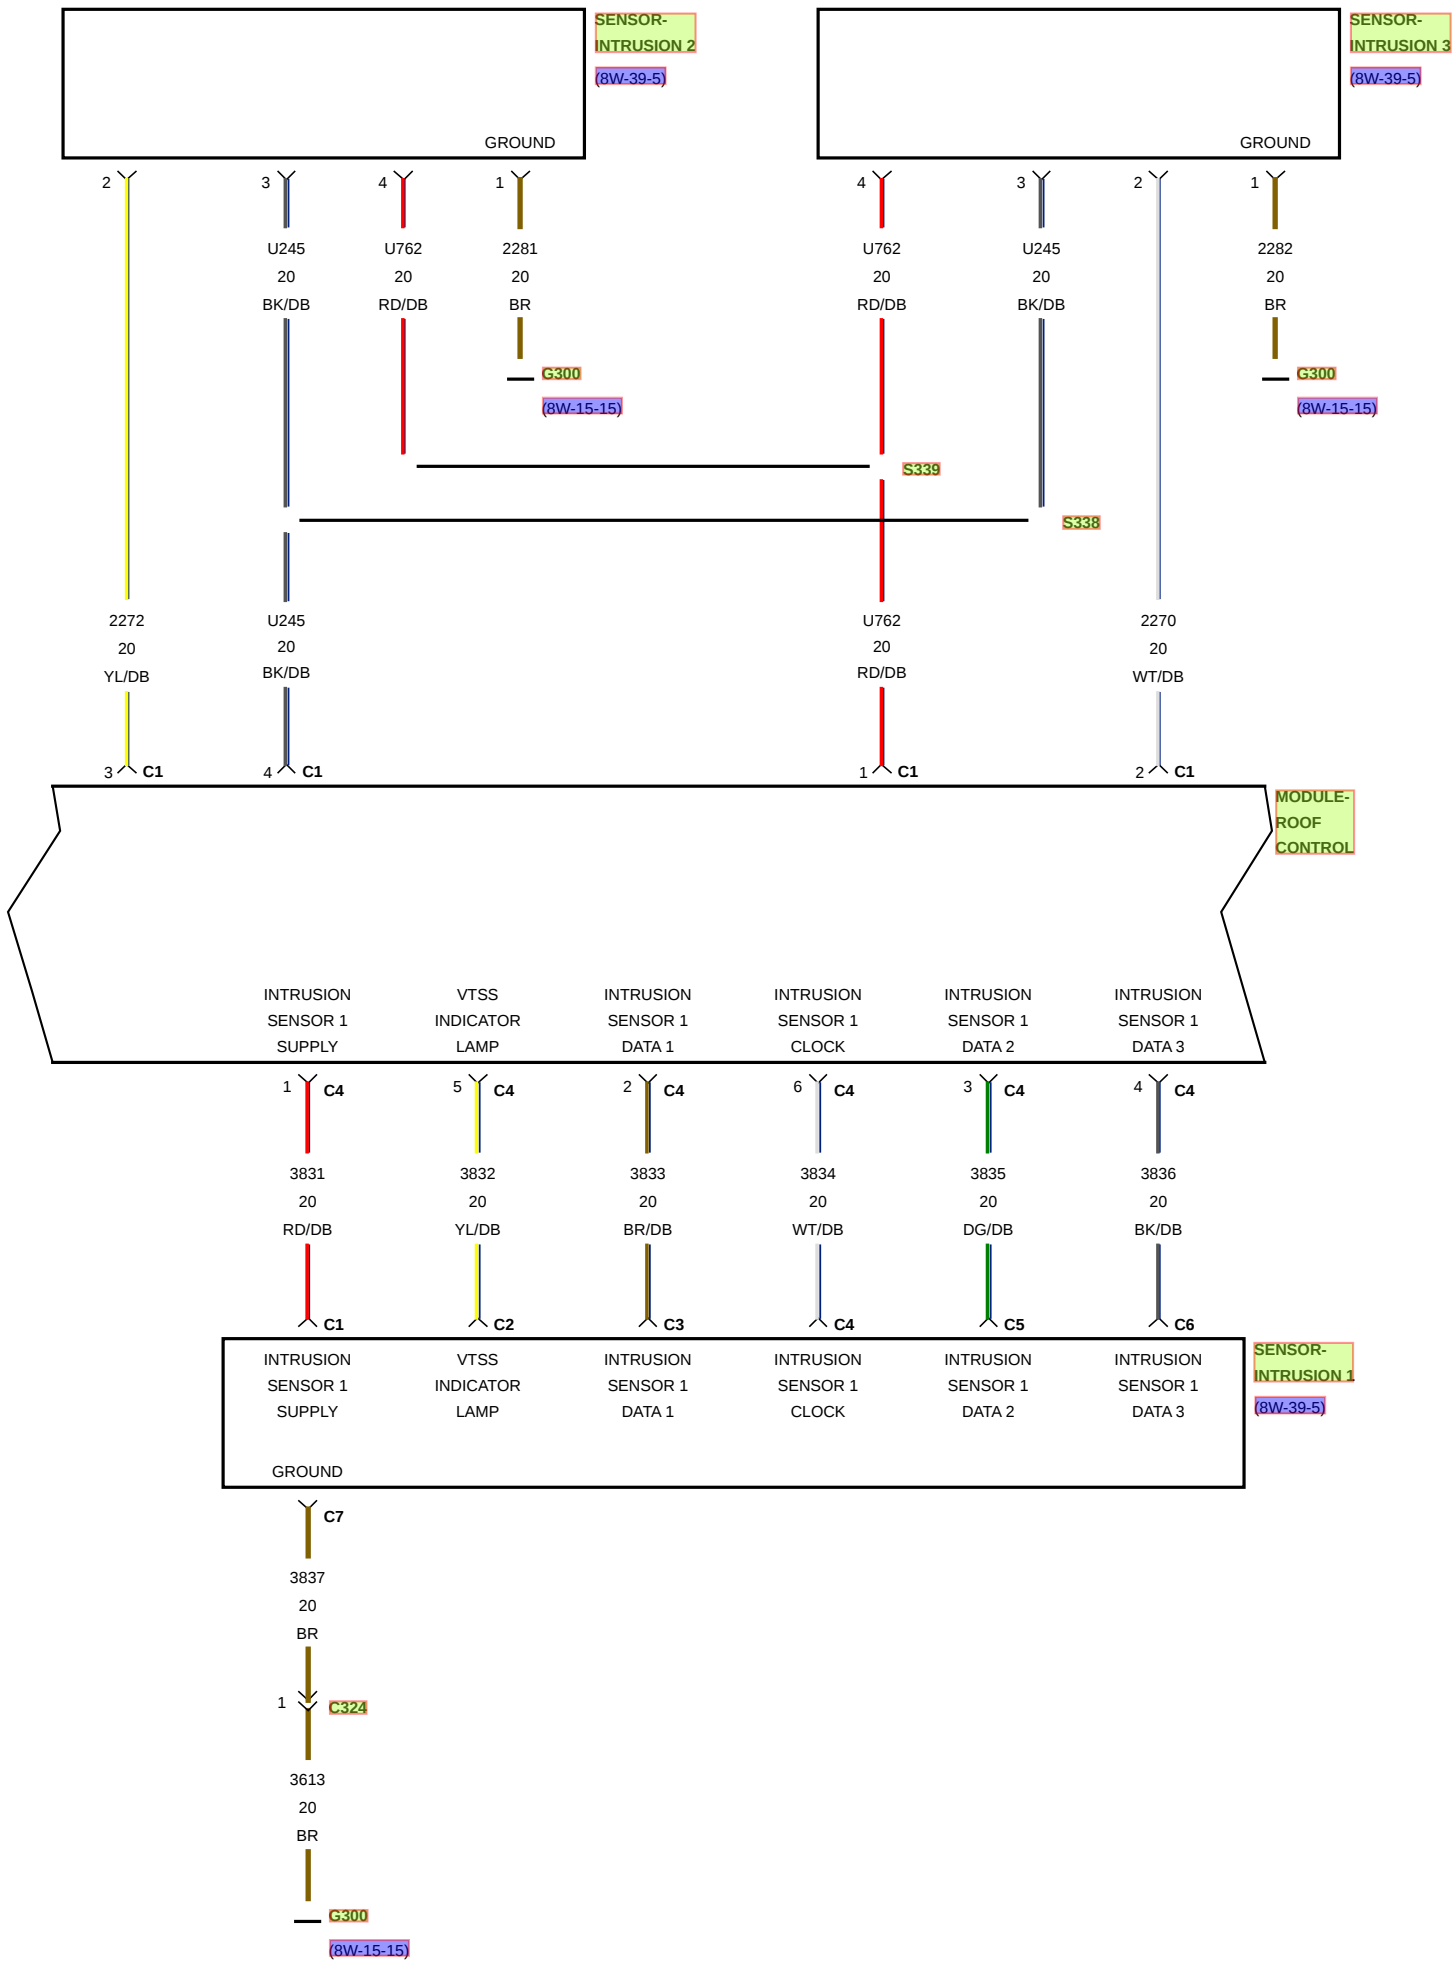 SENSOR-
INTRUSION 2
(8W-39-5)
SENSOR-
INTRUSION 3
(8W-39-5)
GROUND
GROUND
2 3 4 1 4 3 2 1
U245 U762 2281 U762 U245 2282
20 20 20 20 20 20
BK/DB RD/DB BR RD/DB BK/DB BR
G300
(8W-15-15)
G300
(8W-15-15)
S339
S338
2272 U245 U762 2270
20 20 20 20
YL/DB BK/DB RD/DB WT/DB
3 C1 4 C1 1 C1 2 C1
MODULE-
ROOF
CONTROL
INTRUSION VTSS INTRUSION INTRUSION INTRUSION INTRUSION
SENSOR 1 INDICATOR SENSOR 1 SENSOR 1 SENSOR 1 SENSOR 1
SUPPLY LAMP DATA 1 CLOCK DATA 2 DATA 3
1 C4 5 C4 2 C4 6 C4 3 C4 4 C4
3831 3832 3833 3834 3835 3836
20 20 20 20 20 20
RD/DB YL/DB BR/DB WT/DB DG/DB BK/DB
C1 C2 C3 C4 C5 C6
SENSOR-
INTRUSION 1
(8W-39-5)
INTRUSION VTSS INTRUSION INTRUSION INTRUSION INTRUSION
SENSOR 1 INDICATOR SENSOR 1 SENSOR 1 SENSOR 1 SENSOR 1
SUPPLY LAMP DATA 1 CLOCK DATA 2 DATA 3
GROUND
C7
3837
20
BR
1 C324
3613
20
BR
G300
(8W-15-15)